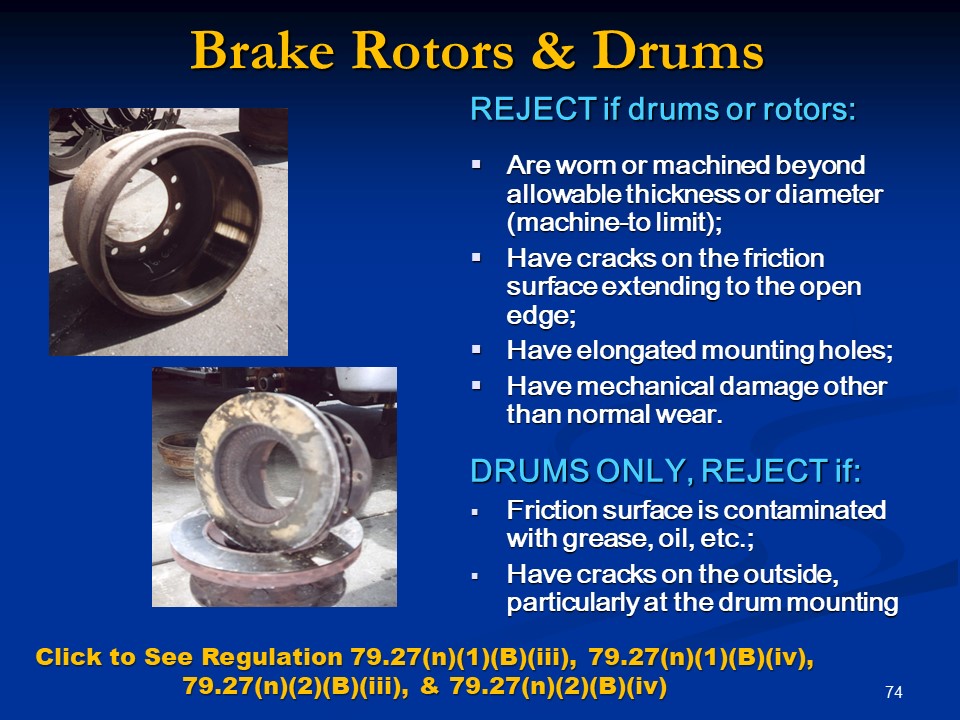 Brake Rotors & Drums
REJECT if drums or rotors:
▪ Are worn or machined beyond
allowable thickness or diameter
(machine-to limit);
▪ Have cracks on the friction
surface extending to the open
edge;
▪ Have elongated mounting holes;
▪ Have mechanical damage other
than normal wear.
DRUMS ONLY, REJECT if:
▪ Friction surface is contaminated
with grease, oil, etc.;
▪ Have cracks on the outside,
particularly at the drum mounting
Click to See Regulation 79.27(n)(1)(B)(iii), 79.27(n)(1)(B)(iv),
79.27(n)(2)(B)(iii), & 79.27(n)(2)(B)(iv)
74